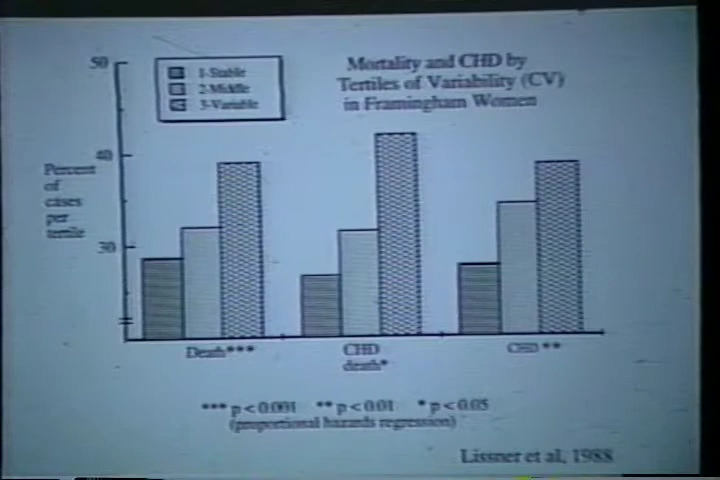 Mortality and CHD by
Tertiles of Variability (CV)
in Framingham Women
1-Stable
2-Middle
3-Variable
50
40
30
Percent
of
cases
per
tertile
Death***
CHD
death*
CHD **
*** p < 0.001 ** p < 0.01 * p < 0.05
(proportional hazards regression)
Lissner et al, 1988